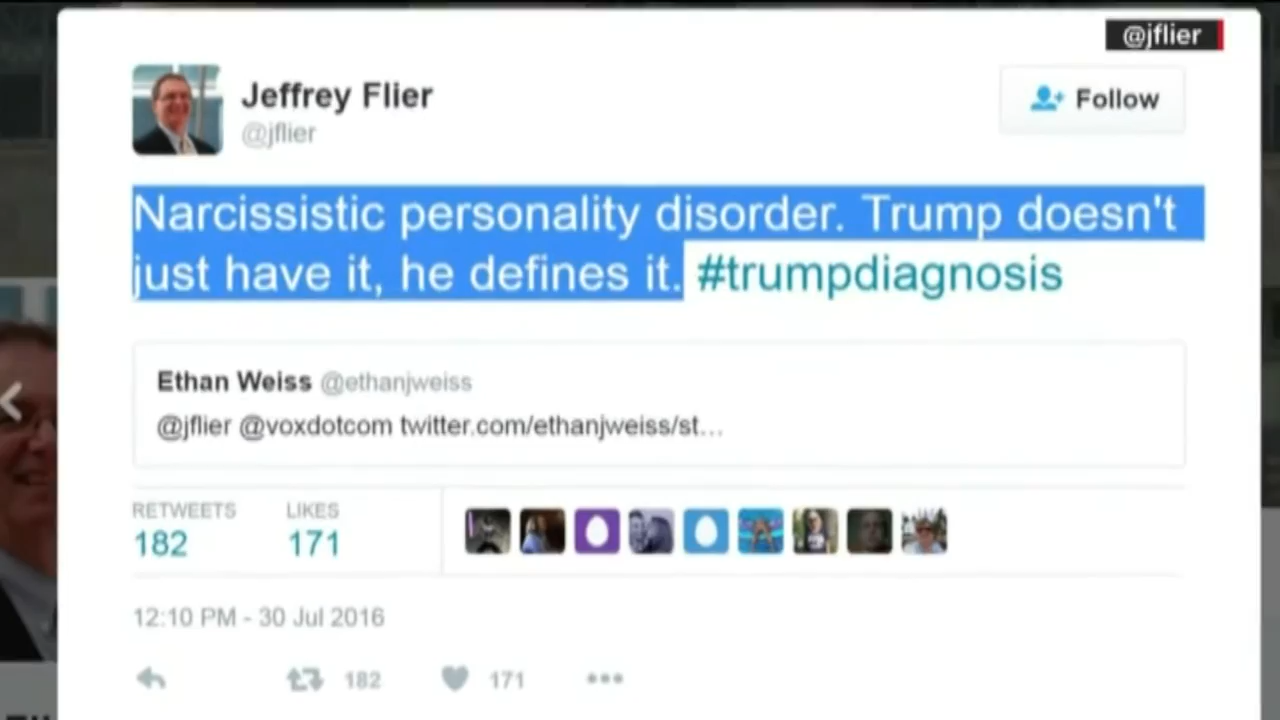 @jflier
Jeffrey Flier
@jflier
Follow
Narcissistic personality disorder. Trump doesn't
just have it, he defines it. #trumpdiagnosis
Ethan Weiss @ethanjweiss
@jflier @voxdotcom twitter.com/ethanjweiss/st...
RETWEETS LIKES
182 171
12:10 PM - 30 Jul 2016
182 171